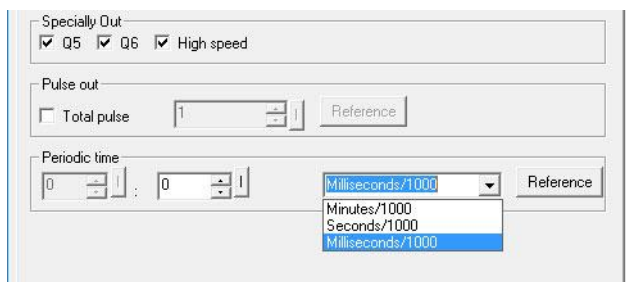 Specially Out
Q5 Q6 High speed
Pulse out
Total pulse 1 I Reference
Periodic time
0 I : 0 I Milliseconds/1000 Reference
Minutes/1000
Seconds/1000
Milliseconds/1000